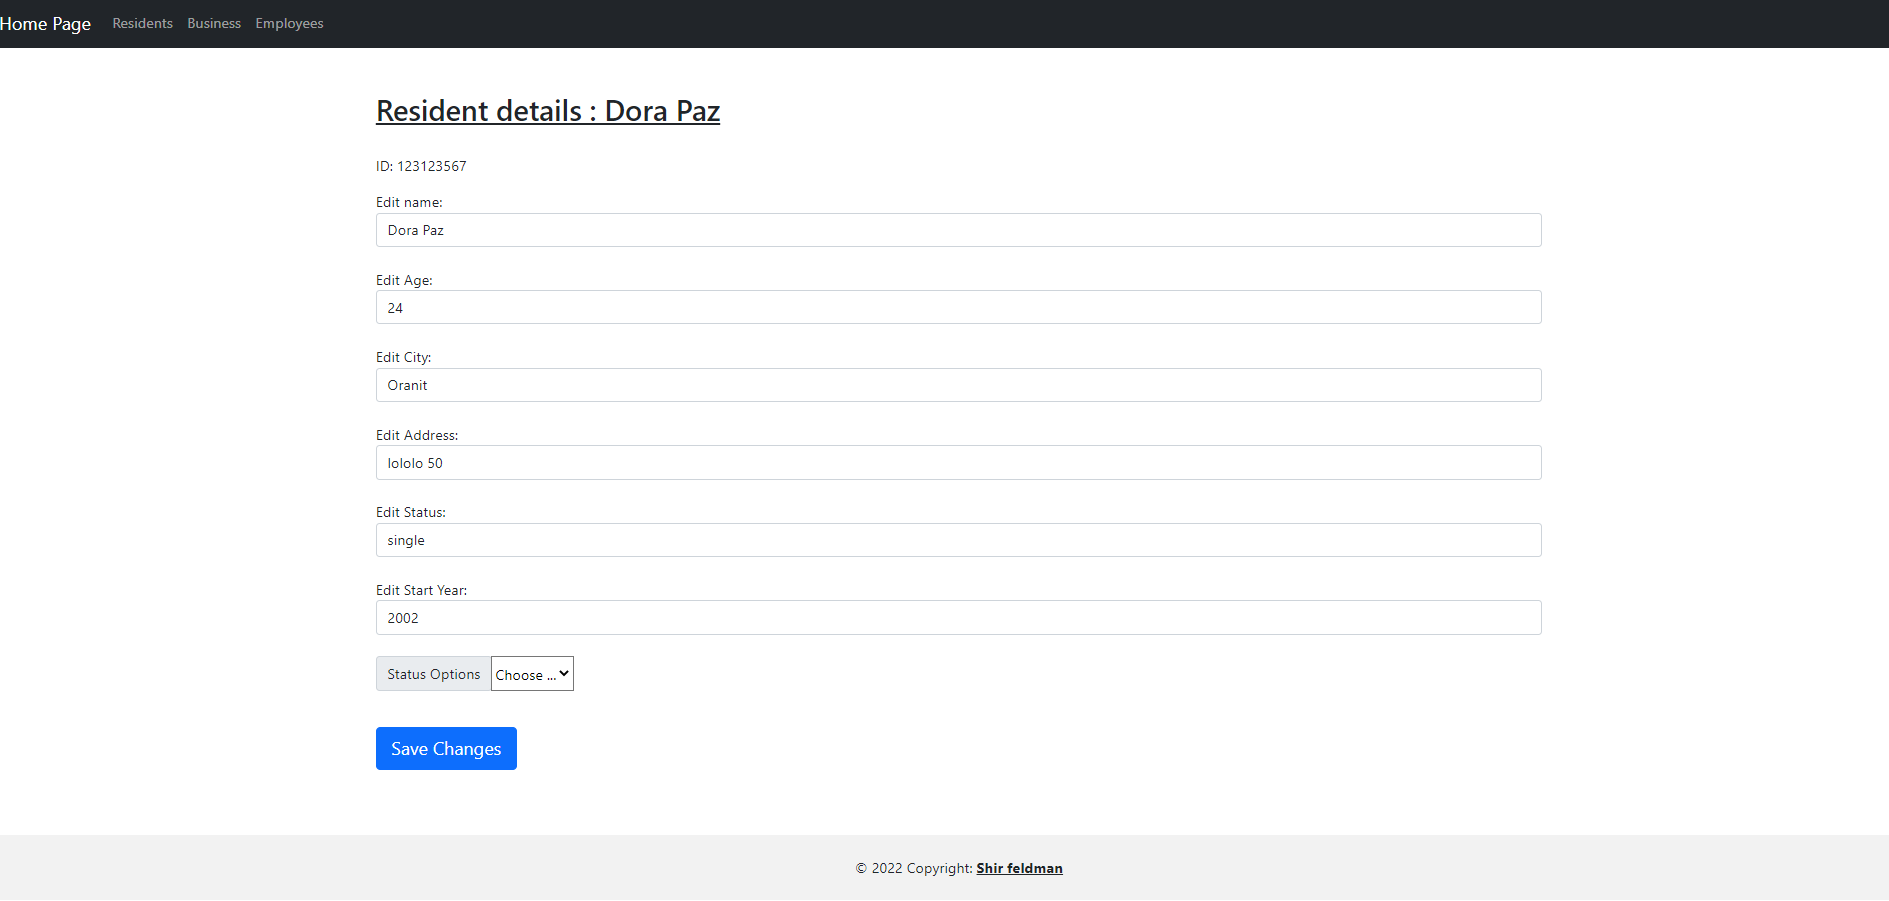 Home Page Residents Business Employees
Resident details : Dora Paz
ID: 123123567
Edit name:
Dora Paz
Edit Age:
24
Edit City:
Oranit
Edit Address:
lololo 50
Edit Status:
single
Edit Start Year:
2002
Status Options Choose ...
Save Changes
© 2022 Copyright: Shir feldman